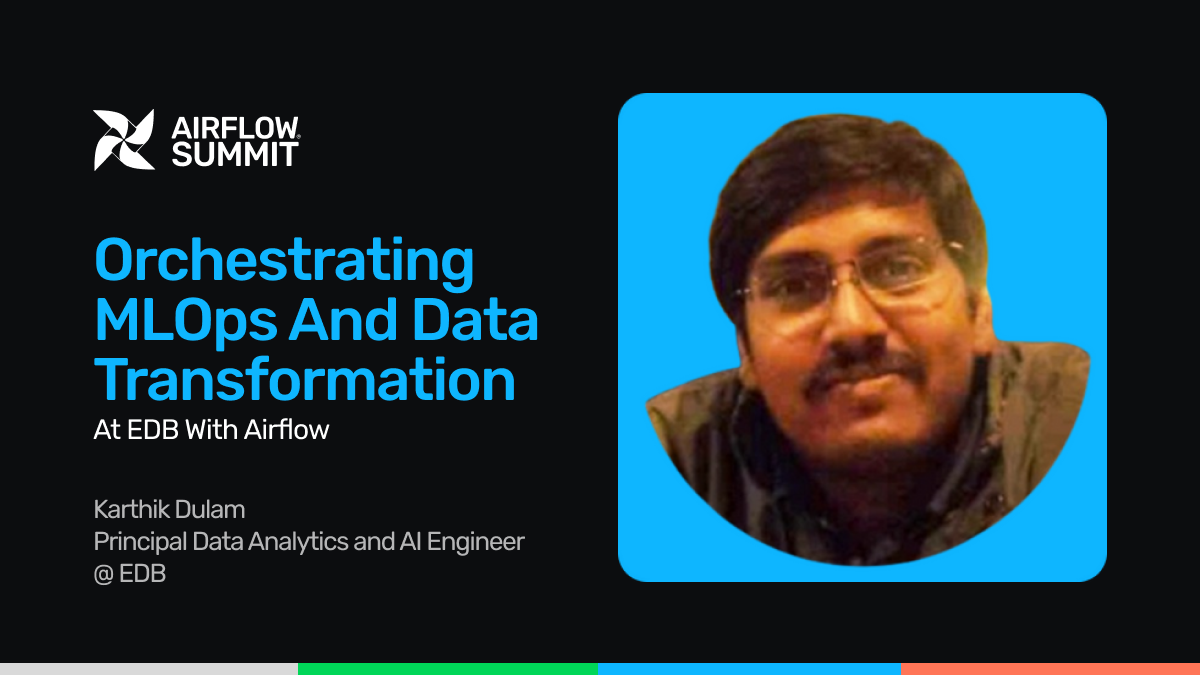 AIRFLOW
SUMMIT
Orchestrating
MLOps And Data
Transformation
At EDB With Airflow
Karthik Dulam
Principal Data Analytics and AI Engineer
@ EDB